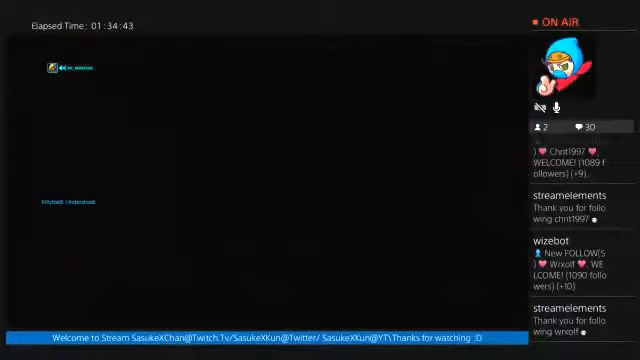 Elapsed Time: 01:34:43
ON AIR
2
30
) ❤ Chrit1997 ❤,
WELCOME! (1089 f
ollowers) (+9).
streamelements
Thank you for follo
wing chrit1997
wizebot
New FOLLOW(S
) ❤ Wrxolf ❤, WE
LCOME! (1090 follo
wers) (+10)
streamelements
Thank you for follo
wing wrxolf
Understood.
Welcome to Stream SasukeXChan@Twitch.Tv/SasukeXKun@Twitter/ SasukeXKun@YT\Thanks for watching :D